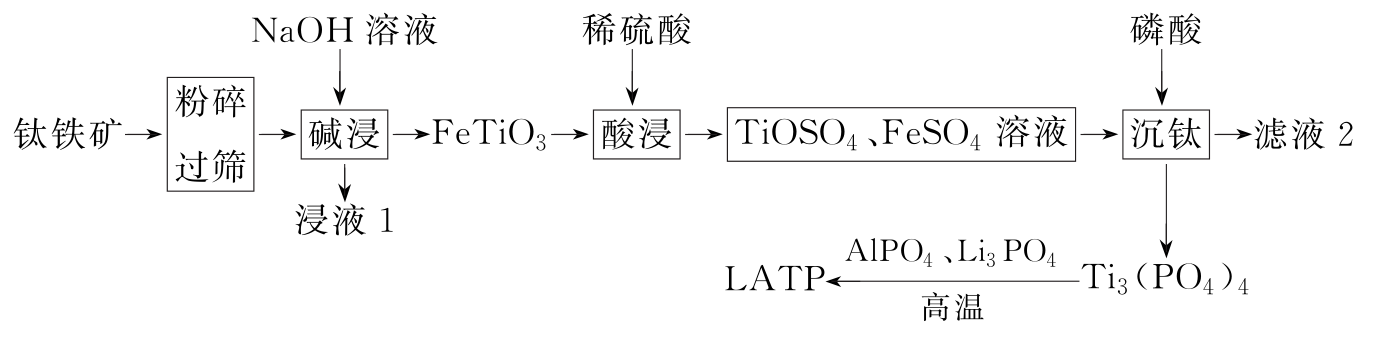 NaOH 溶液 稀硫酸 磷酸
钛铁矿 粉碎 过筛 碱浸 FeTiO₃ 酸浸 TiOSO₄、FeSO₄ 溶液 沉钛 滤液 2
浸液 1
LATP AlPO₄、Li₃PO₄ 高温 Ti₃(PO₄)₄